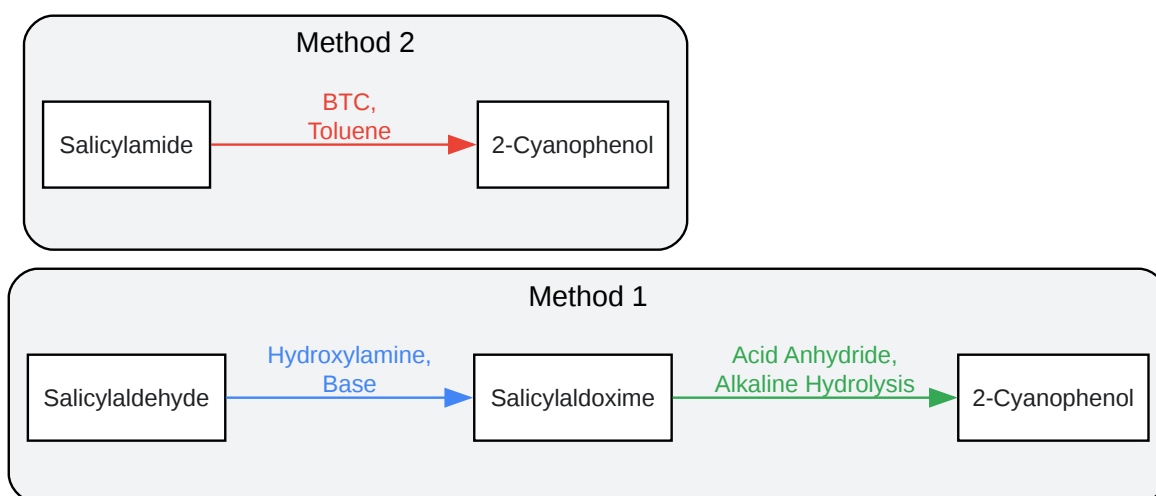 Method 2
Salicylamide
BTC,
Toluene
2-Cyanophenol
Method 1
Salicylaldehyde
Hydroxylamine,
Base
Salicylaldoxime
Acid Anhydride,
Alkaline Hydrolysis
2-Cyanophenol